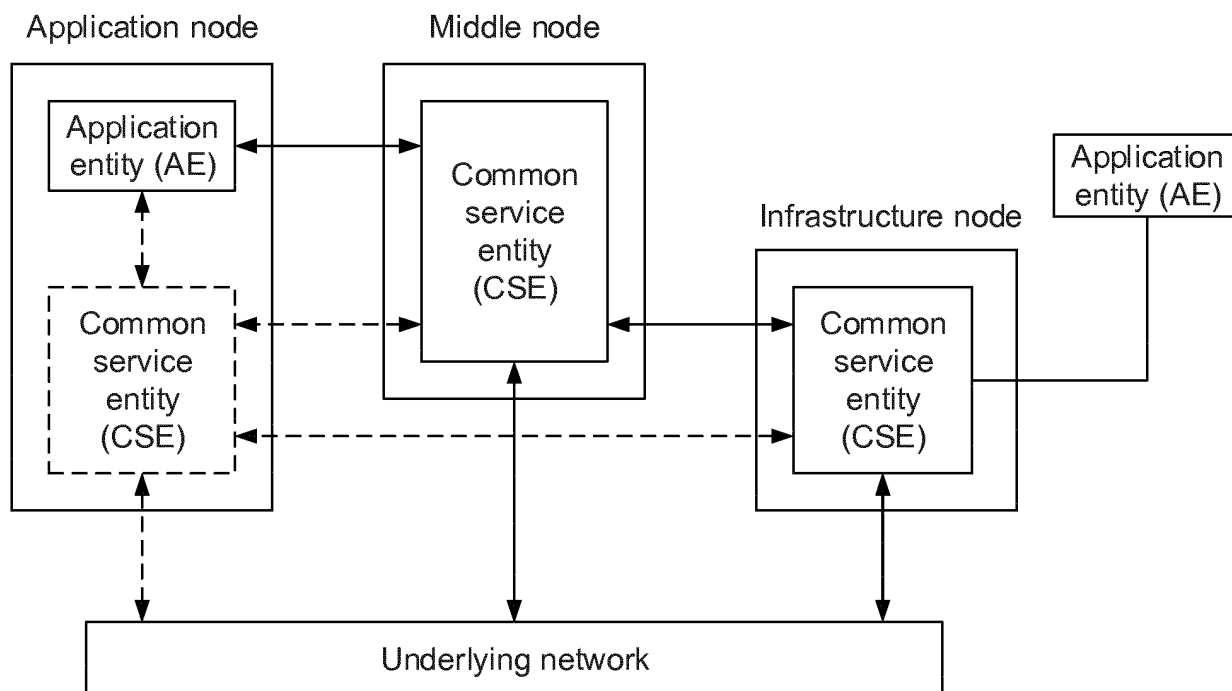 Application node
Application
entity (AE)
Common
service
entity
(CSE)
Middle node
Common
service
entity
(CSE)
Infrastructure node
Common
service
entity
(CSE)
Application
entity (AE)
Underlying network